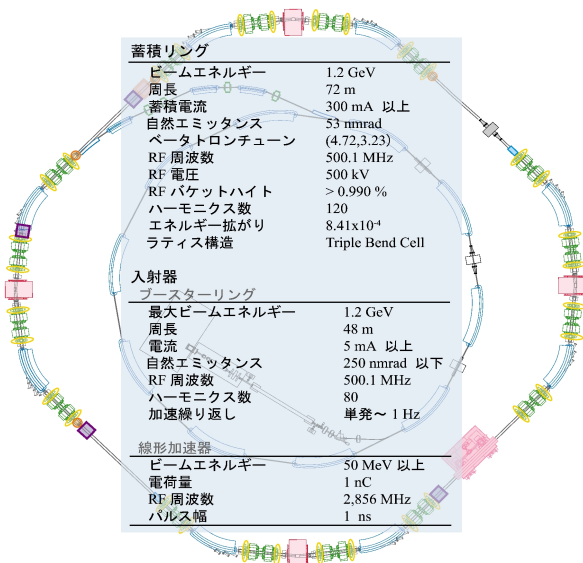 蓄積リング
ビームエネルギー 1.2 GeV
周長 72 m
蓄積電流 300 mA 以上
自然エミッタンス 53 nmrad
ベータトロンチューン (4.72,3.23)
RF 周波数 500.1 MHz
RF 電圧 500 kV
RF バケットハイト > 0.990 %
ハーモニクス数 120
エネルギー拡がり 8.41x10-4
ラティス構造 Triple Bend Cell
入射器
ブースターリング
最大ビームエネルギー 1.2 GeV
周長 48 m
電流 5 mA 以上
自然エミッタンス 250 nmrad 以下
RF 周波数 500.1 MHz
ハーモニクス数 80
加速繰り返し 単発〜 1 Hz
線形加速器
ビームエネルギー 50 MeV 以上
電荷量 1 nC
RF 周波数 2,856 MHz
パルス幅 1 ns